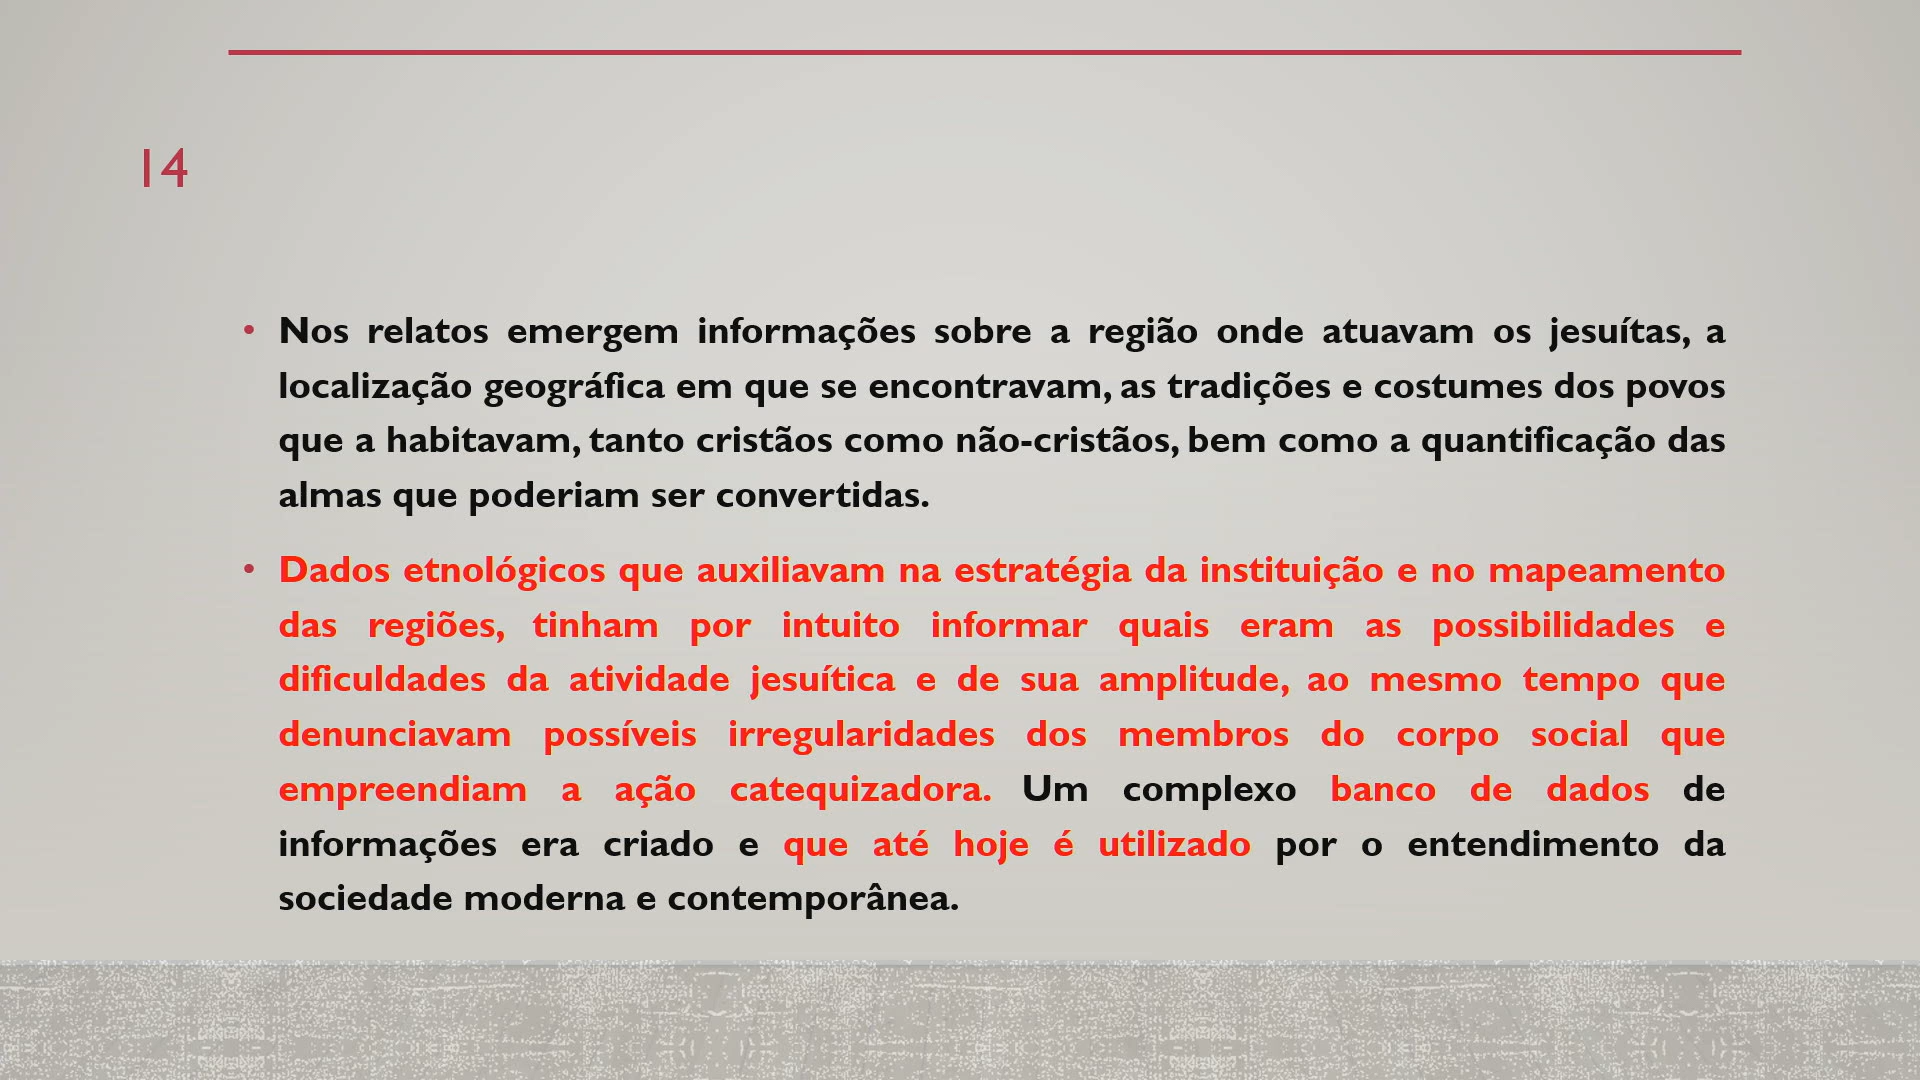 14
• Nos relatos emergem informações sobre a região onde atuavam os jesuítas, a
localização geográfica em que se encontravam, as tradições e costumes dos povos
que a habitavam, tanto cristãos como não-cristãos, bem como a quantificação das
almas que poderiam ser convertidas.
• Dados etnológicos que auxiliavam na estratégia da instituição e no mapeamento
das regiões, tinham por intuito informar quais eram as possibilidades e
dificuldades da atividade jesuítica e de sua amplitude, ao mesmo tempo que
denunciavam possíveis irregularidades dos membros do corpo social que
empreendiam a ação catequizadora. Um complexo banco de dados de
informações era criado e que até hoje é utilizado por o entendimento da
sociedade moderna e contemporânea.